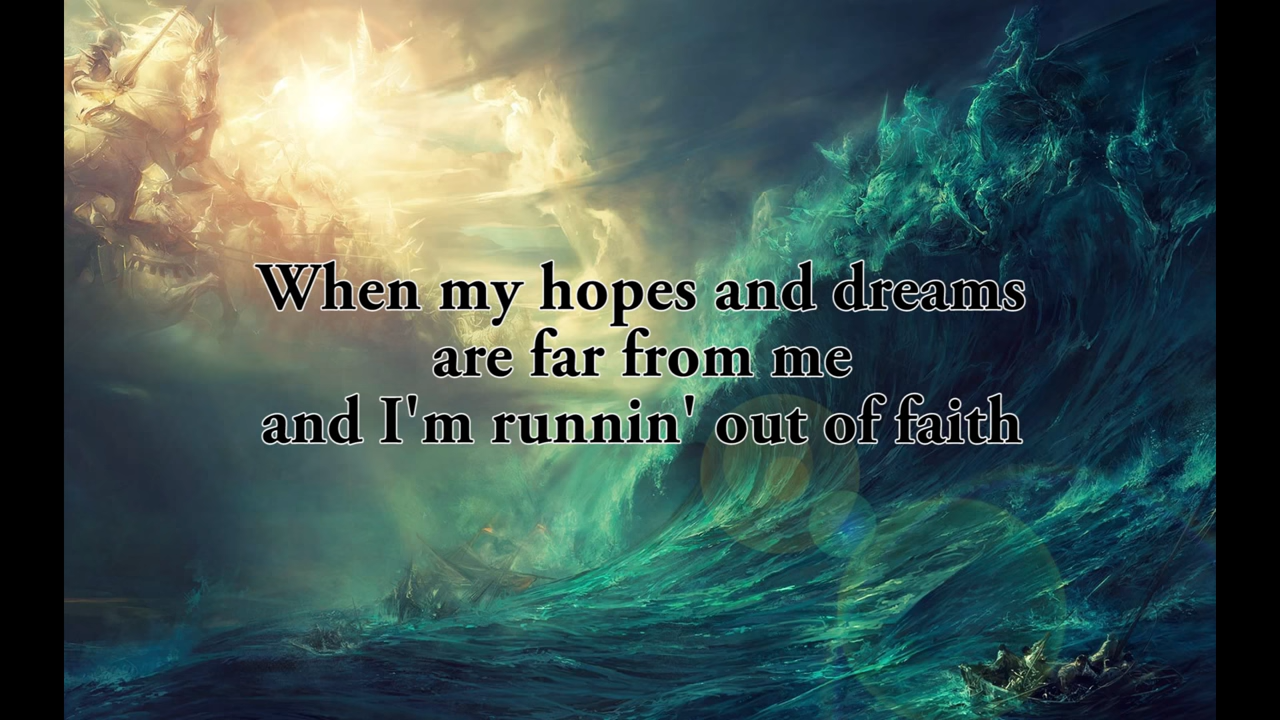 When my hopes and dreams
are far from me
and I'm runnin' out of faith